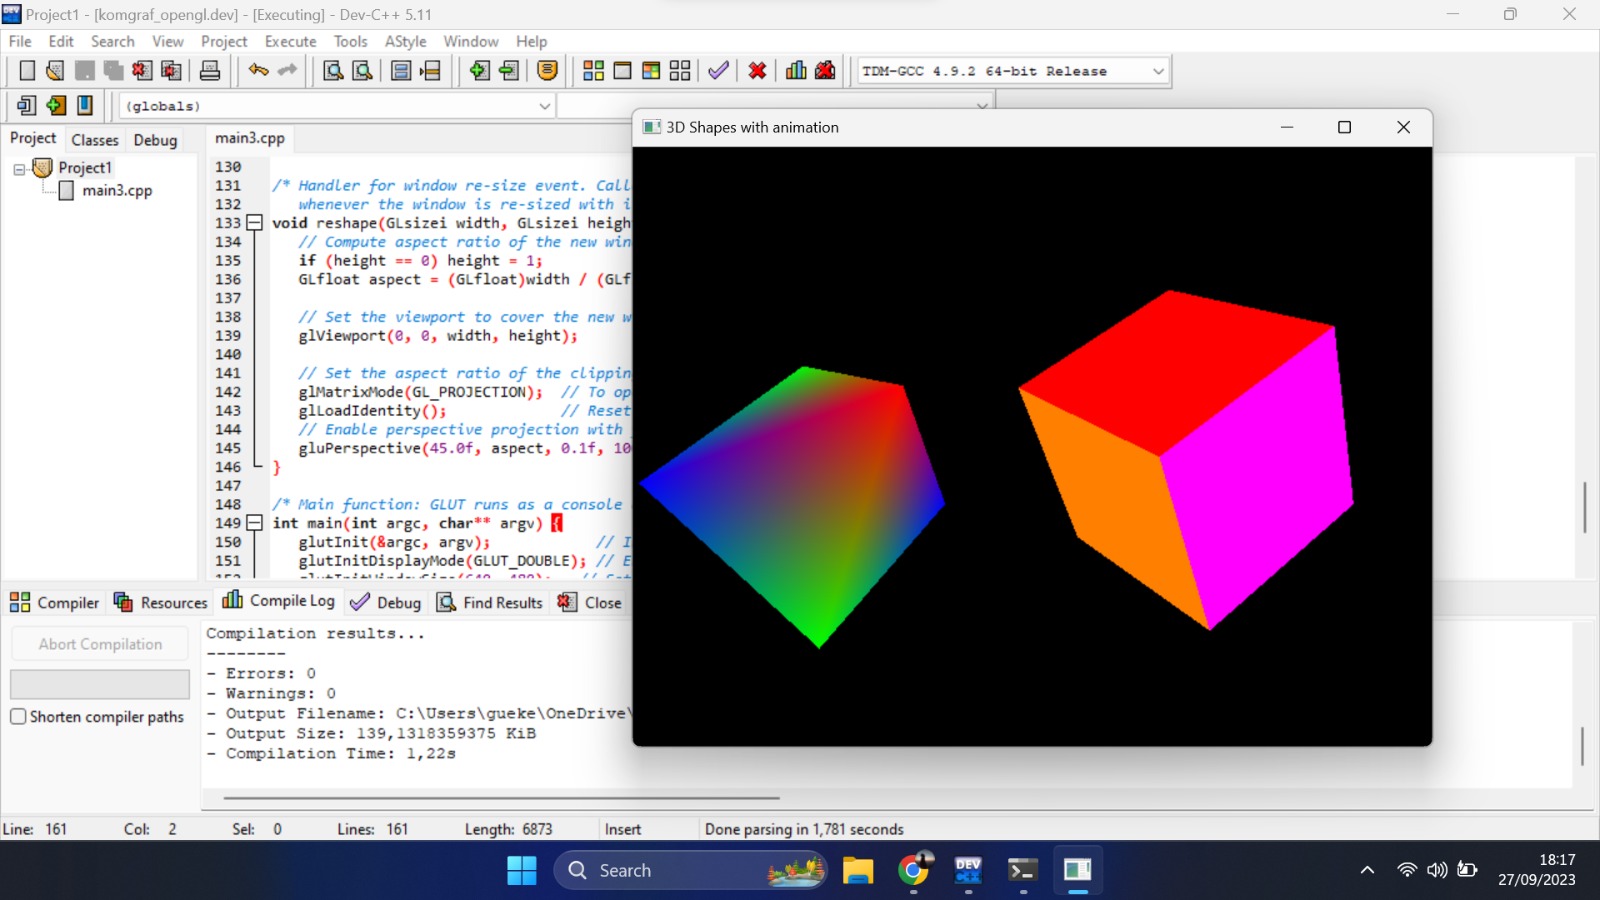 Project1 - [komgraf_opengl.dev] - [Executing] - Dev-C++ 5.11
File Edit Search View Project Execute Tools AStyle Window Help
TDM-GCC 4.9.2 64-bit Release
(globals)
Project Classes Debug
main3.cpp
Project1
main3.cpp
130
131 /* Handler for window re-size event. Call
132 whenever the window is re-sized with i
133 void reshape(GLsizei width, GLsizei heigh
134 // Compute aspect ratio of the new win
135 if (height == 0) height = 1;
136 GLfloat aspect = (GLfloat)width / (GLf
137
138 // Set the viewport to cover the new w
139 glViewport(0, 0, width, height);
140
141 // Set the aspect ratio of the clippin
142 glMatrixMode(GL_PROJECTION); // To op
143 glLoadIdentity(); // Reset
144 // Enable perspective projection with
145 gluPerspective(45.0f, aspect, 0.1f, 10
146 }
147
148 /* Main function: GLUT runs as a console
149 int main(int argc, char** argv) {
150 glutInit(&argc, argv); // I
151 glutInitDisplayMode(GLUT_DOUBLE); // E
3D Shapes with animation
Compiler Resources Compile Log Debug Find Results Close
Abort Compilation
Shorten compiler paths
Compilation results...
--------
- Errors: 0
- Warnings: 0
- Output Filename: C:\Users\gueke\OneDrive\
- Output Size: 139,1318359375 KiB
- Compilation Time: 1,22s
Line: 161 Col: 2 Sel: 0 Lines: 161 Length: 6873 Insert Done parsing in 1,781 seconds
Search
DEV
C++
18:17
27/09/2023